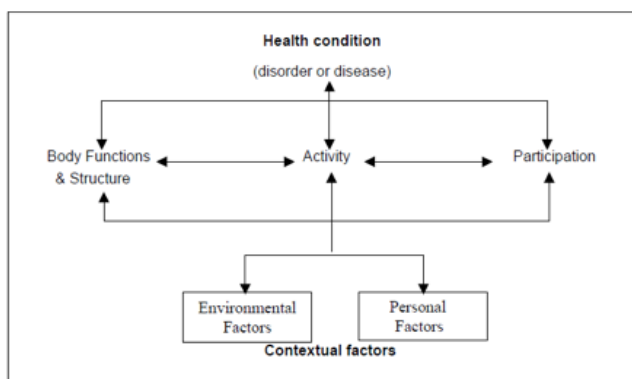 Health condition
(disorder or disease)
Body Functions
& Structure
Activity
Participation
Environmental
Factors
Personal
Factors
Contextual factors